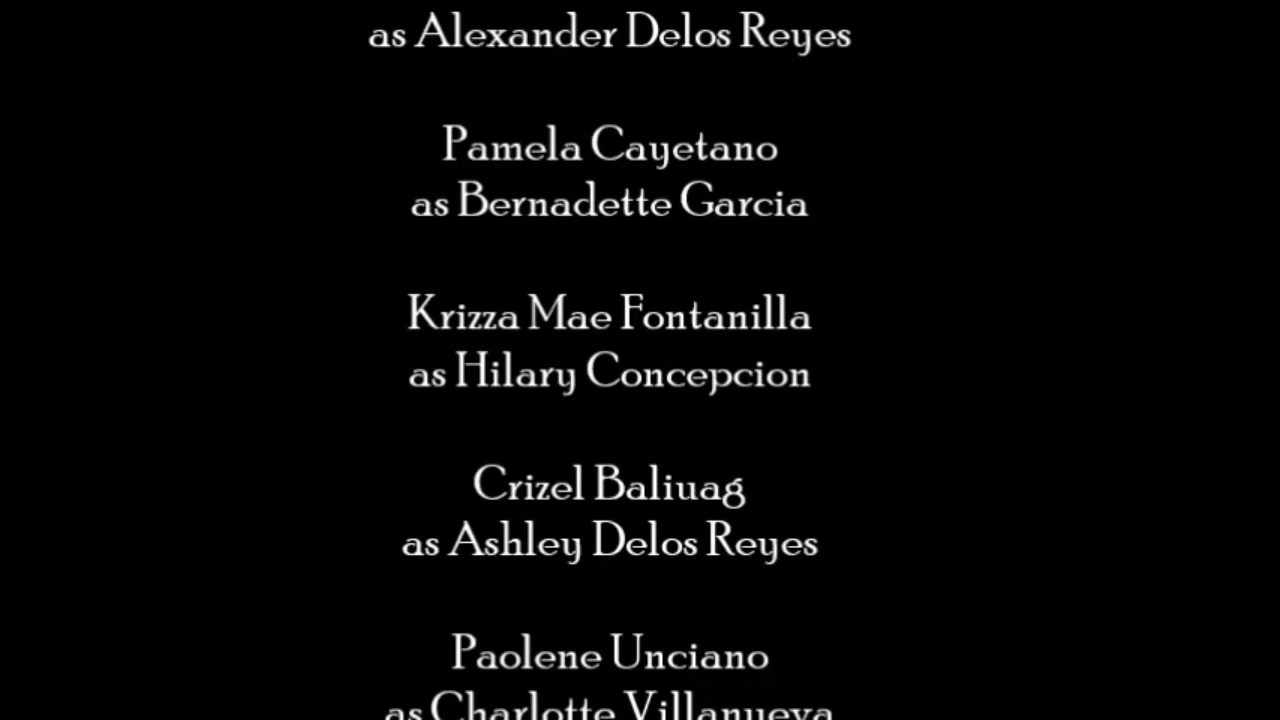 as Alexander Delos Reyes
Pamela Cayetano
as Bernadette Garcia
Krizza Mae Fontanilla
as Hilary Concepcion
Crizel Baliuag
as Ashley Delos Reyes
Paolene Unciano
as Charlotte Villanueva